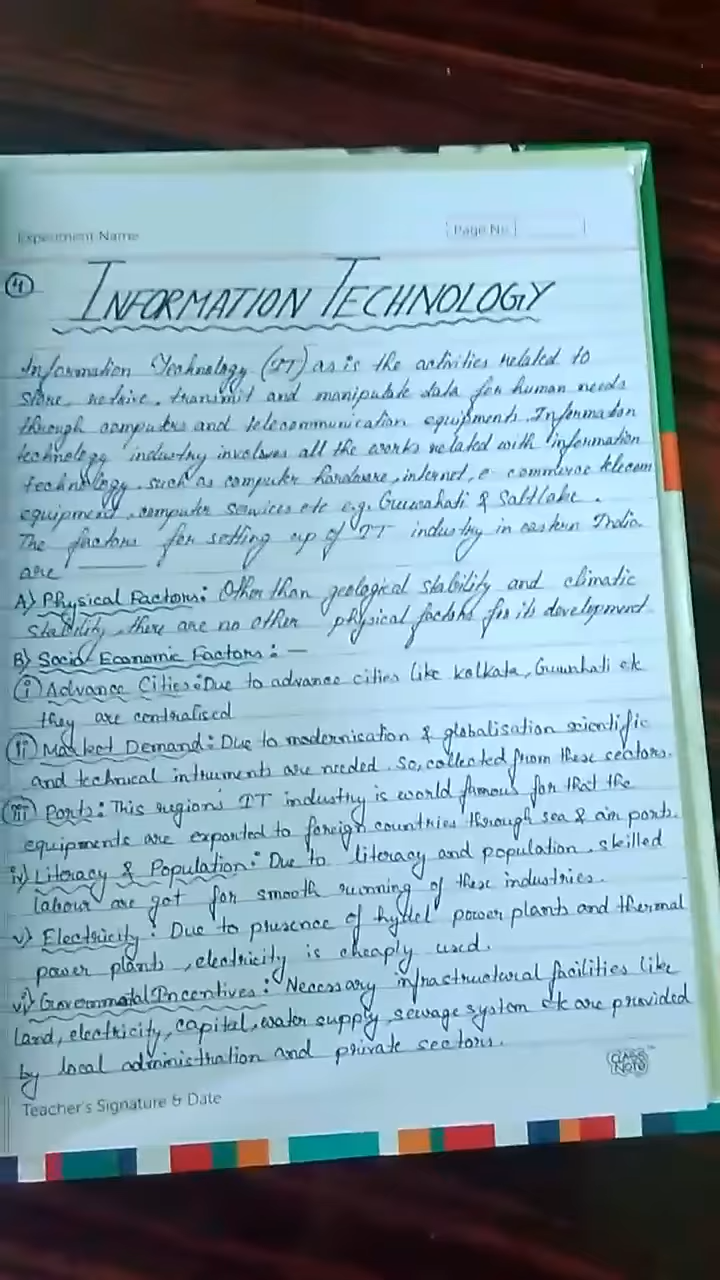 Experiment Name
Page No.
4
INFORMATION TECHNOLOGY
Information Technology (IT) as is the activities related to
store, retrive, transmit and manipulate data for human needs
through computers and telecommunication equipments. Information
technology industry involves all the works related with information
technology such as computer hardware, internet, e commerce telecom
equipment, computer services etc e.g. Guwahati & Saltlake.
The factors for setting up of IT industry in eastern India
are
A) Physical Factors: Other than geological stability and climatic
stability, there are no other physical factors for its development.
B) Socio Economic Factors: —
i) Advance Cities: Due to advance cities like kolkata, Guwahati etc
they are centralised
ii) Market Demand: Due to modernisation & globalisation scientific
and technical intruments are needed. So, collected from these sectors.
iii) Ports: This regions IT industry is world famous for that the
equipments are exported to foreign countries through sea & air ports.
iv) Literacy & Population: Due to literacy and population, skilled
labour are got for smooth running of these industries.
v) Electricity: Due to presence of hydel power plants and thermal
power plants, electricity is cheaply used.
vi) Governmatal Incentives: Necessary infrastructural facilities like
land, electricity, capital, water supply, sewage system etc are provided
by local administration and private sectors.
CLASS NOTE
Teacher's Signature & Date